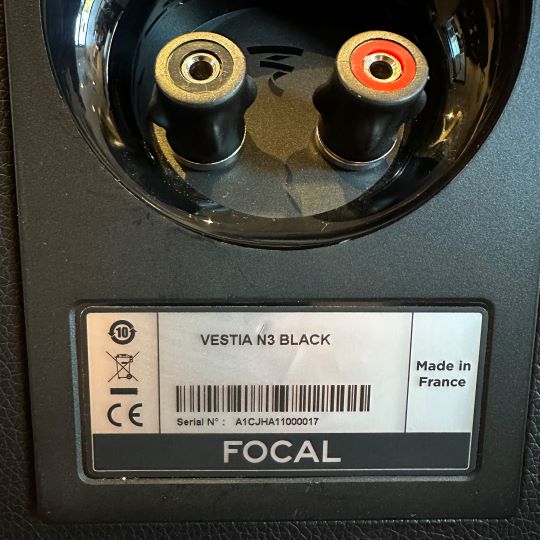 10
VESTIA N3 BLACK
Made in
France
CE
Serial N° : A1CJHA11000017
FOCAL